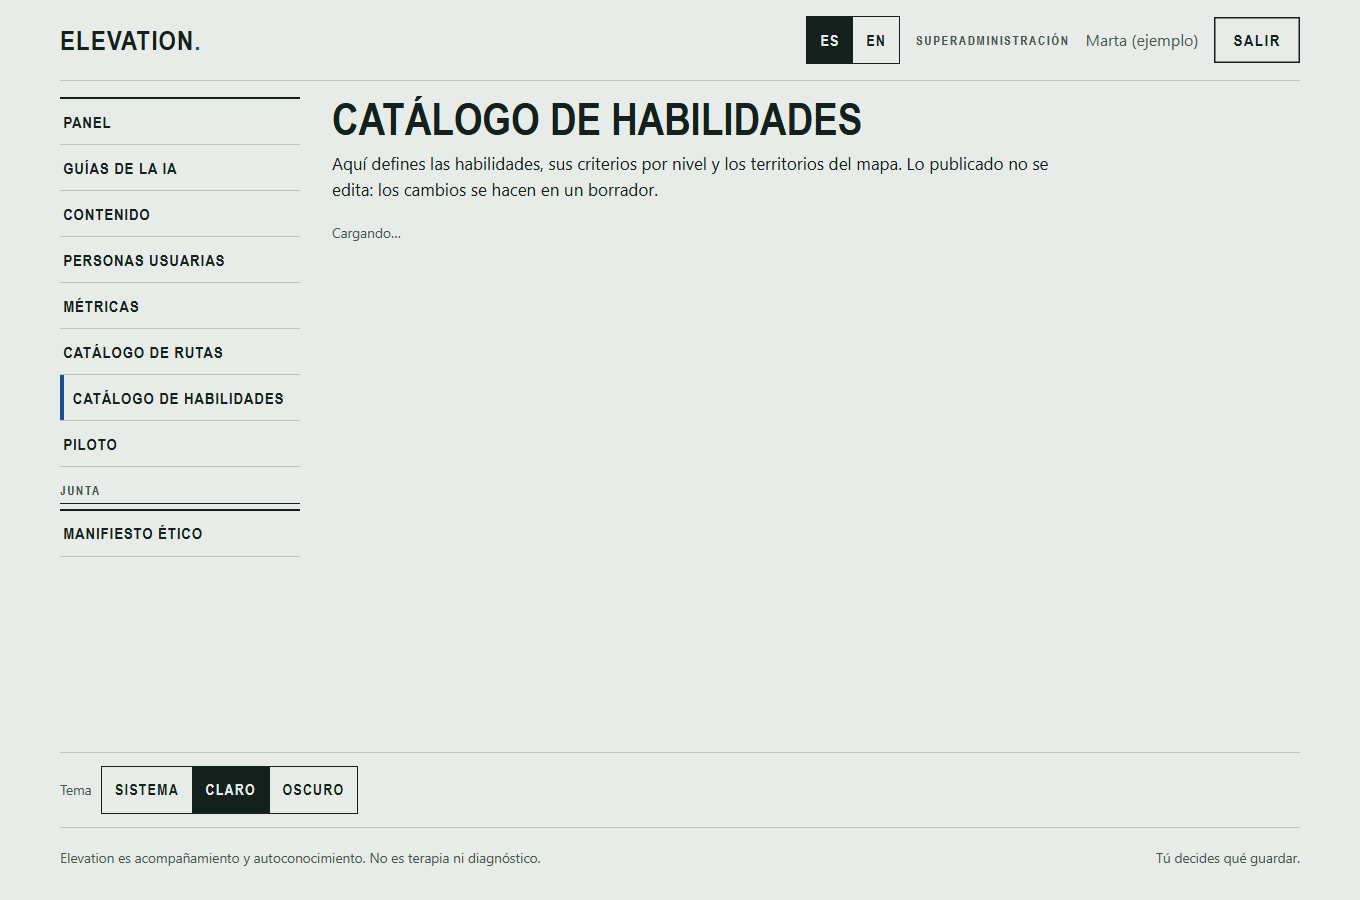 ELEVATION.
ES
EN
SUPERADMINISTRACIÓN
Marta (ejemplo)
SALIR
PANEL
GUÍAS DE LA IA
CONTENIDO
PERSONAS USUARIAS
MÉTRICAS
CATÁLOGO DE RUTAS
CATÁLOGO DE HABILIDADES
PILOTO
JUNTA
MANIFIESTO ÉTICO
CATÁLOGO DE HABILIDADES
Aquí defines las habilidades, sus criterios por nivel y los territorios del mapa. Lo publicado no se
edita: los cambios se hacen en un borrador.
Cargando...
Tema
SISTEMA
CLARO
OSCURO
Elevation es acompañamiento y autoconocimiento. No es terapia ni diagnóstico.
Tú decides qué guardar.